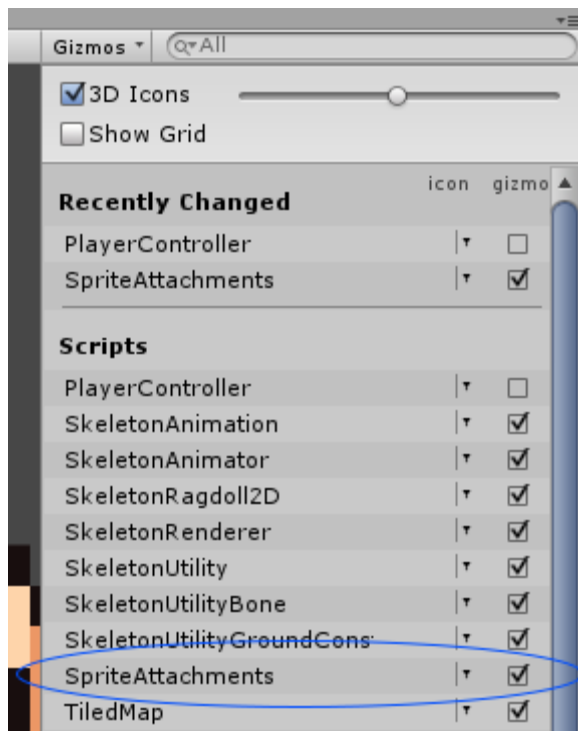 Gizmos All
3D Icons
Show Grid
icon gizmo
Recently Changed
PlayerController
SpriteAttachments
Scripts
PlayerController
SkeletonAnimation
SkeletonAnimator
SkeletonRagdoll2D
SkeletonRenderer
SkeletonUtility
SkeletonUtilityBone
SkeletonUtilityGroundCons
SpriteAttachments
TiledMap